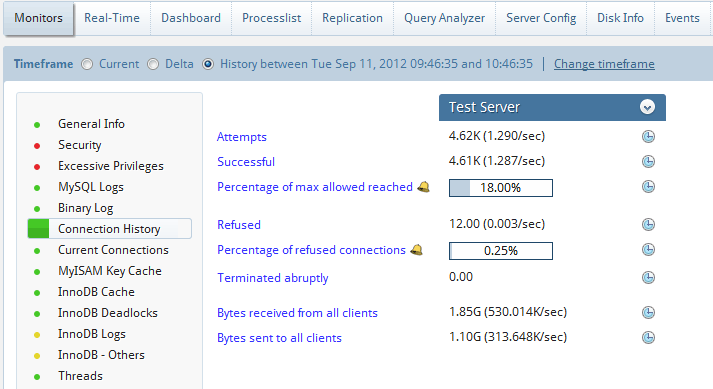 Monitors Real-Time Dashboard Processlist Replication Query Analyzer Server Config Disk Info Events
Timeframe Current Delta History between Tue Sep 11, 2012 09:46:35 and 10:46:35 | Change timeframe
General Info
Security
Excessive Privileges
MySQL Logs
Binary Log
Connection History
Current Connections
MyISAM Key Cache
InnoDB Cache
InnoDB Deadlocks
InnoDB Logs
InnoDB - Others
Threads
Test Server
Attempts 4.62K (1.290/sec)
Successful 4.61K (1.287/sec)
Percentage of max allowed reached 18.00%
Refused 12.00 (0.003/sec)
Percentage of refused connections 0.25%
Terminated abruptly 0.00
Bytes received from all clients 1.85G (530.014K/sec)
Bytes sent to all clients 1.10G (313.648K/sec)